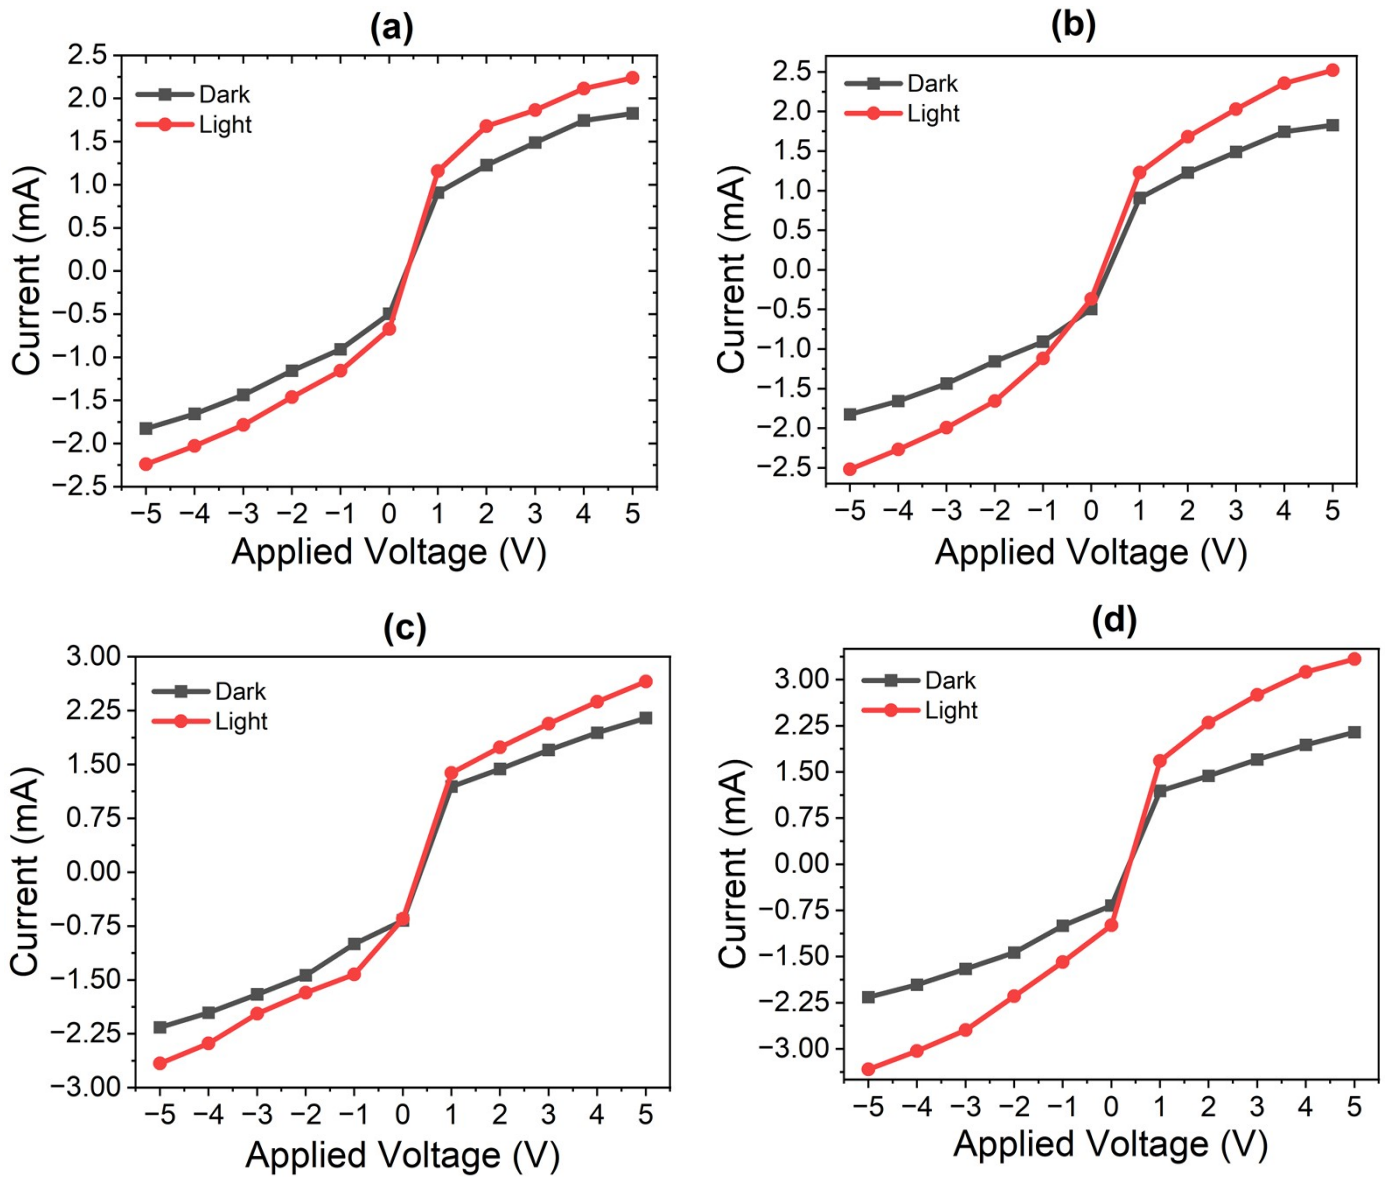 (a)
2.5
2.0
1.5
1.0
0.5
0.0
−0.5
−1.0
−1.5
−2.0
−2.5
Dark
Light
−5 −4 −3 −2 −1 0 1 2 3 4 5
Applied Voltage (V)
Current (mA)
(b)
2.5
2.0
1.5
1.0
0.5
0.0
−0.5
−1.0
−1.5
−2.0
−2.5
Dark
Light
−5 −4 −3 −2 −1 0 1 2 3 4 5
Applied Voltage (V)
Current (mA)
(c)
3.00
2.25
1.50
0.75
0.00
−0.75
−1.50
−2.25
−3.00
Dark
Light
−5 −4 −3 −2 −1 0 1 2 3 4 5
Applied Voltage (V)
Current (mA)
(d)
3.00
2.25
1.50
0.75
0.00
−0.75
−1.50
−2.25
−3.00
Dark
Light
−5 −4 −3 −2 −1 0 1 2 3 4 5
Applied Voltage (V)
Current (mA)